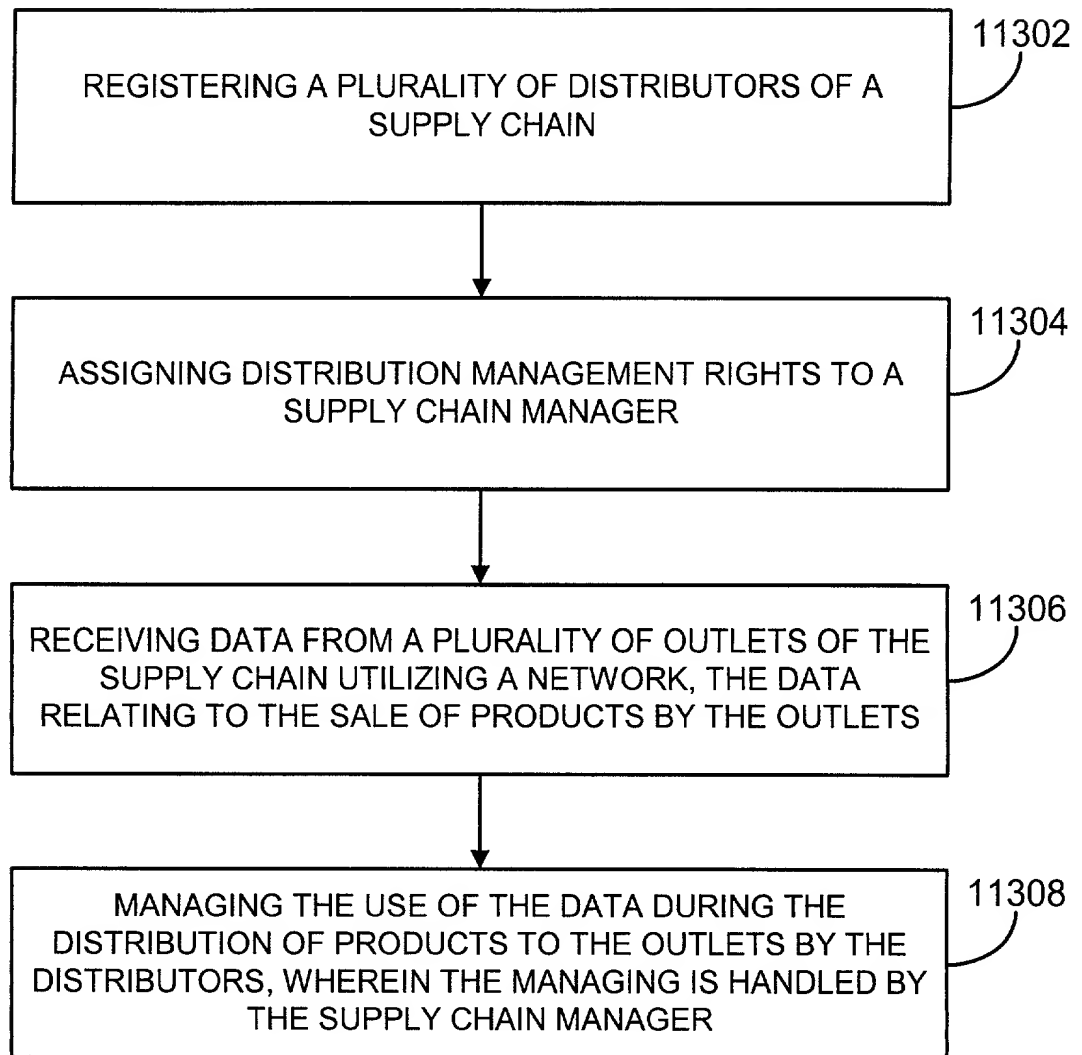 11302
REGISTERING A PLURALITY OF DISTRIBUTORS OF A
SUPPLY CHAIN
11304
ASSIGNING DISTRIBUTION MANAGEMENT RIGHTS TO A
SUPPLY CHAIN MANAGER
11306
RECEIVING DATA FROM A PLURALITY OF OUTLETS OF THE
SUPPLY CHAIN UTILIZING A NETWORK, THE DATA
RELATING TO THE SALE OF PRODUCTS BY THE OUTLETS
11308
MANAGING THE USE OF THE DATA DURING THE
DISTRIBUTION OF PRODUCTS TO THE OUTLETS BY THE
DISTRIBUTORS, WHEREIN THE MANAGING IS HANDLED BY
THE SUPPLY CHAIN MANAGER